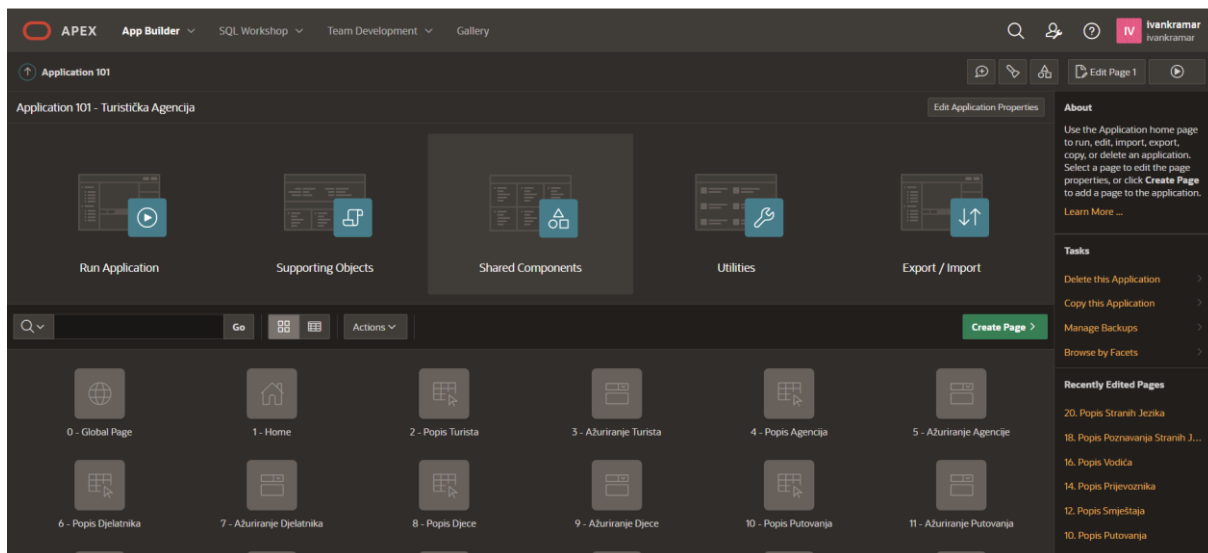 APEX App Builder SQL Workshop Team Development Gallery IV ivankramar
ivankramar
Application 101 Edit Page 1
Application 101 - Turistička Agencija Edit Application Properties
Run Application Supporting Objects Shared Components Utilities Export / Import
Go Actions Create Page >
0 - Global Page 1 - Home 2 - Popis Turista 3 - Ažuriranje Turista 4 - Popis Agencija 5 - Ažuriranje Agencije
6 - Popis Djelatnika 7 - Ažuriranje Djelatnika 8 - Popis Djece 9 - Ažuriranje Djece 10 - Popis Putovanja 11 - Ažuriranje Putovanja
About
Use the Application home page
to run, edit, import, export,
copy, or delete an application.
Select a page to edit the page
properties, or click Create Page
to add a page to the application.
Learn More ...
Tasks
Delete this Application
Copy this Application
Manage Backups
Browse by Facets
Recently Edited Pages
20. Popis Stranih Jezika
18. Popis Poznavanja Stranih J...
16. Popis Vodića
14. Popis Prijevoznika
12. Popis Smještaja
10. Popis Putovanja